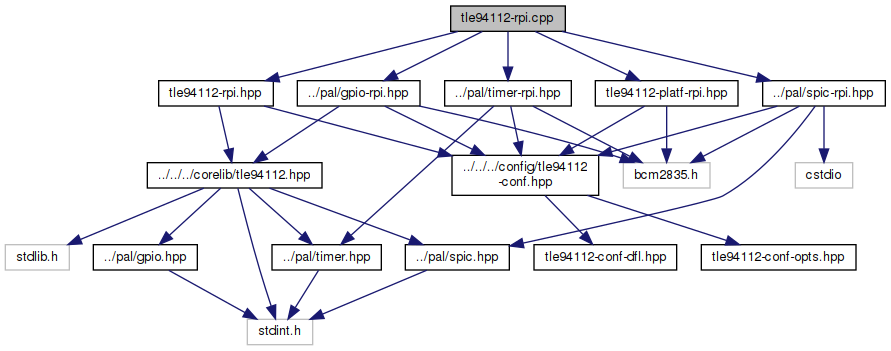 tle94112-rpi.cpp
tle94112-rpi.hpp
../pal/gpio-rpi.hpp
../pal/timer-rpi.hpp
tle94112-platf-rpi.hpp
../pal/spic-rpi.hpp
../../../corelib/tle94112.hpp
../../../config/tle94112
-conf.hpp
bcm2835.h
cstdio
stdlib.h
../pal/gpio.hpp
../pal/timer.hpp
../pal/spic.hpp
tle94112-conf-dfl.hpp
tle94112-conf-opts.hpp
stdint.h